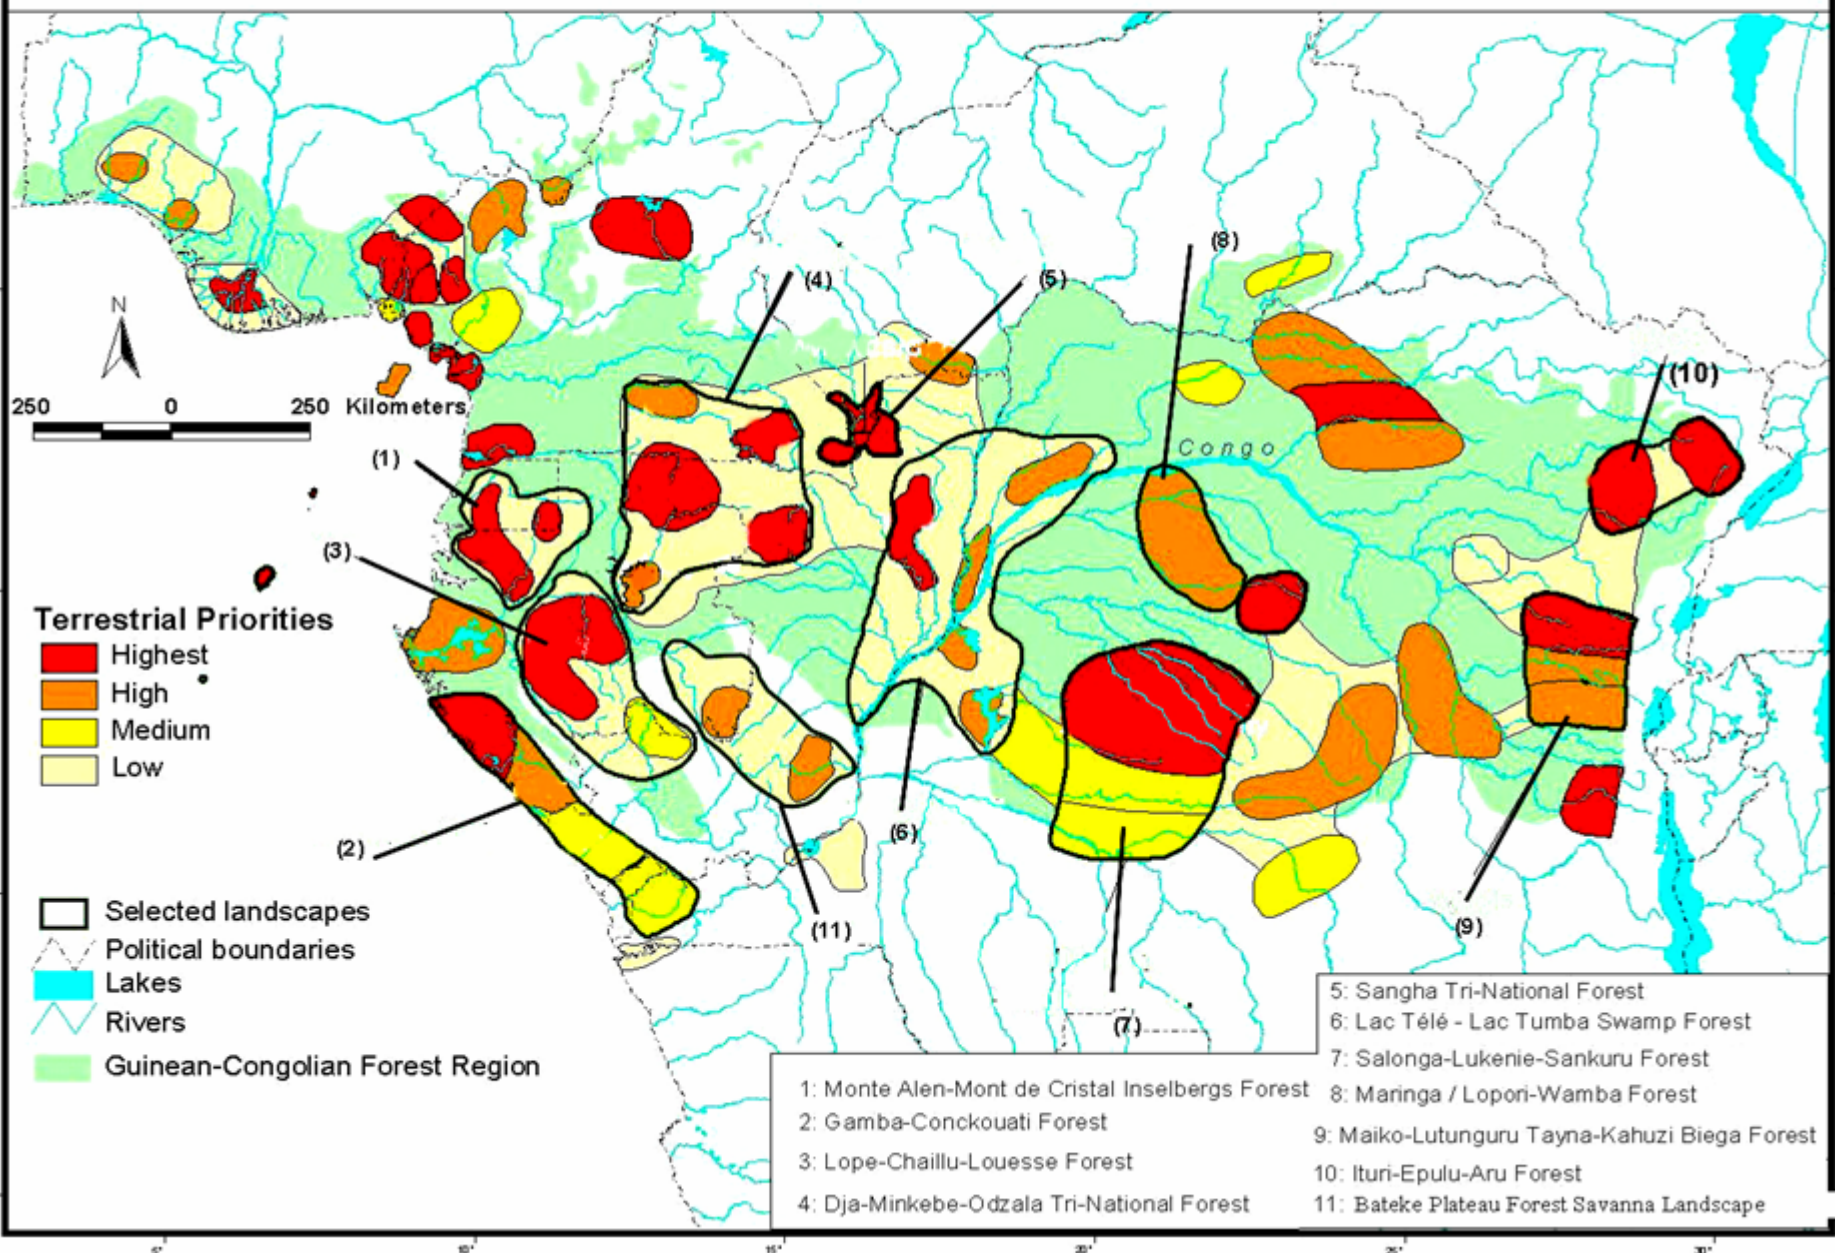 (8)
(4)
(5)
N
250 0 250 Kilometers
(10)
Congo
(1)
(3)
Terrestrial Priorities
Highest
High
Medium
Low
(2)
(6)
(11)
(9)
(7)
Selected landscapes
Political boundaries
Lakes
Rivers
Guinean-Congolian Forest Region
1: Monte Alen-Mont de Cristal Inselbergs Forest
2: Gamba-Conckouati Forest
3: Lope-Chaillu-Louesse Forest
4: Dja-Minkebe-Odzala Tri-National Forest
5: Sangha Tri-National Forest
6: Lac Télé - Lac Tumba Swamp Forest
7: Salonga-Lukenie-Sankuru Forest
8: Maringa / Lopori-Wamba Forest
9: Maiko-Lutunguru Tayna-Kahuzi Biega Forest
10: Ituri-Epulu-Aru Forest
11: Bateke Plateau Forest Savanna Landscape